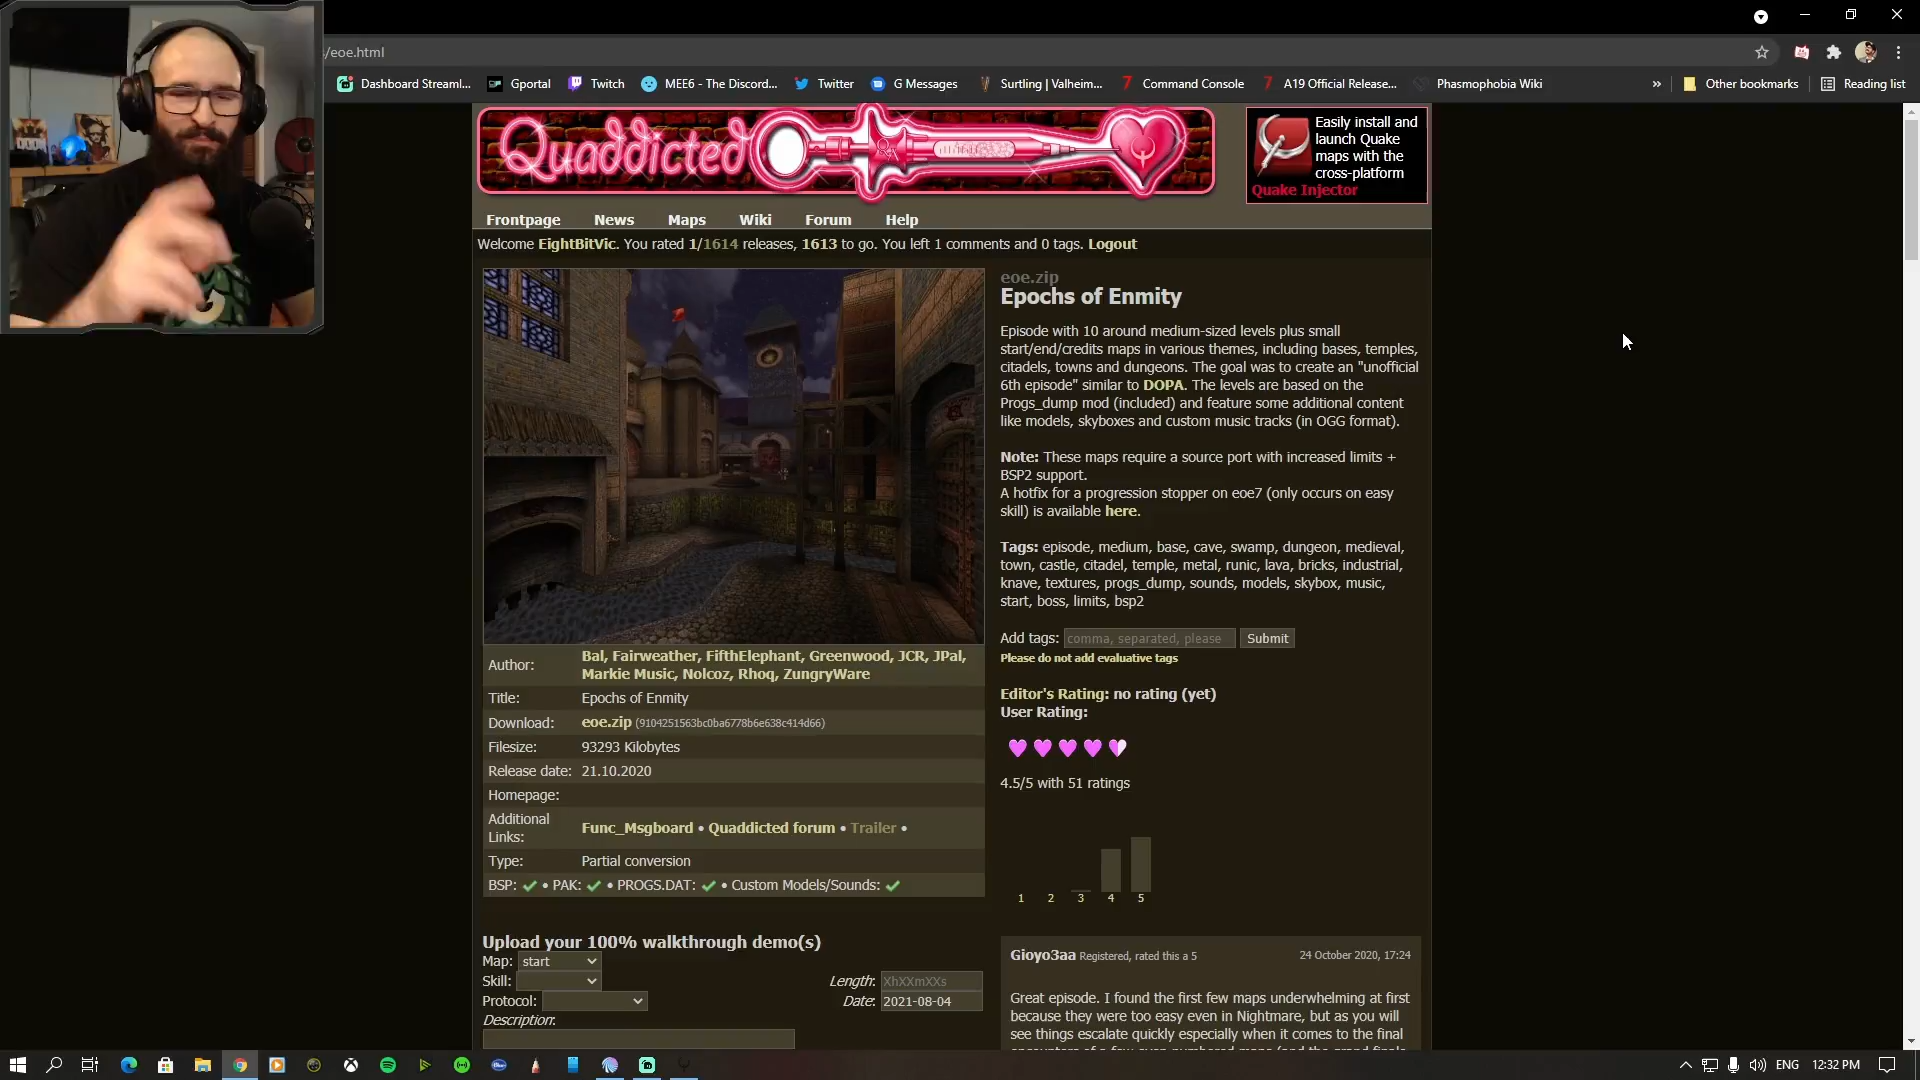 /eoe.html
Dashboard Streaml... Gportal Twitch MEE6 - The Discord... Twitter G Messages Surtling | Valheim... Command Console A19 Official Release... Phasmophobia Wiki » Other bookmarks Reading list
Quaddicted
Easily install and
launch Quake
maps with the
cross-platform
Quake Injector
Frontpage News Maps Wiki Forum Help
Welcome EightBitVic. You rated 1/1614 releases, 1613 to go. You left 1 comments and 0 tags. Logout
eoe.zip
Epochs of Enmity
Episode with 10 around medium-sized levels plus small
start/end/credits maps in various themes, including bases, temples,
citadels, towns and dungeons. The goal was to create an "unofficial
6th episode" similar to DOPA. The levels are based on the
Progs_dump mod (included) and feature some additional content
like models, skyboxes and custom music tracks (in OGG format).
Note: These maps require a source port with increased limits +
BSP2 support.
A hotfix for a progression stopper on eoe7 (only occurs on easy
skill) is available here.
Tags: episode, medium, base, cave, swamp, dungeon, medieval,
town, castle, citadel, temple, metal, runic, lava, bricks, industrial,
knave, textures, progs_dump, sounds, models, skybox, music,
start, boss, limits, bsp2
Add tags: comma, separated, please Submit
Please do not add evaluative tags
Editor's Rating: no rating (yet)
User Rating:
4.5/5 with 51 ratings
1 2 3 4 5
Author: Bal, Fairweather, FifthElephant, Greenwood, JCR, JPal,
Markie Music, Nolcoz, Rhoq, ZungryWare
Title: Epochs of Enmity
Download: eoe.zip (9104251563bc0ba6778b6e638c414d66)
Filesize: 93293 Kilobytes
Release date: 21.10.2020
Homepage:
Additional
Links: Func_Msgboard • Quaddicted forum • Trailer •
Type: Partial conversion
BSP: • PAK: • PROGS.DAT: • Custom Models/Sounds:
Upload your 100% walkthrough demo(s)
Map: start
Skill: Length: XhXXmXXs
Protocol: Date: 2021-08-04
Description:
Gioyo3aa Registered, rated this a 5 24 October 2020, 17:24
Great episode. I found the first few maps underwhelming at first
because they were too easy even in Nightmare, but as you will
see things escalate quickly especially when it comes to the final
ENG 12:32 PM